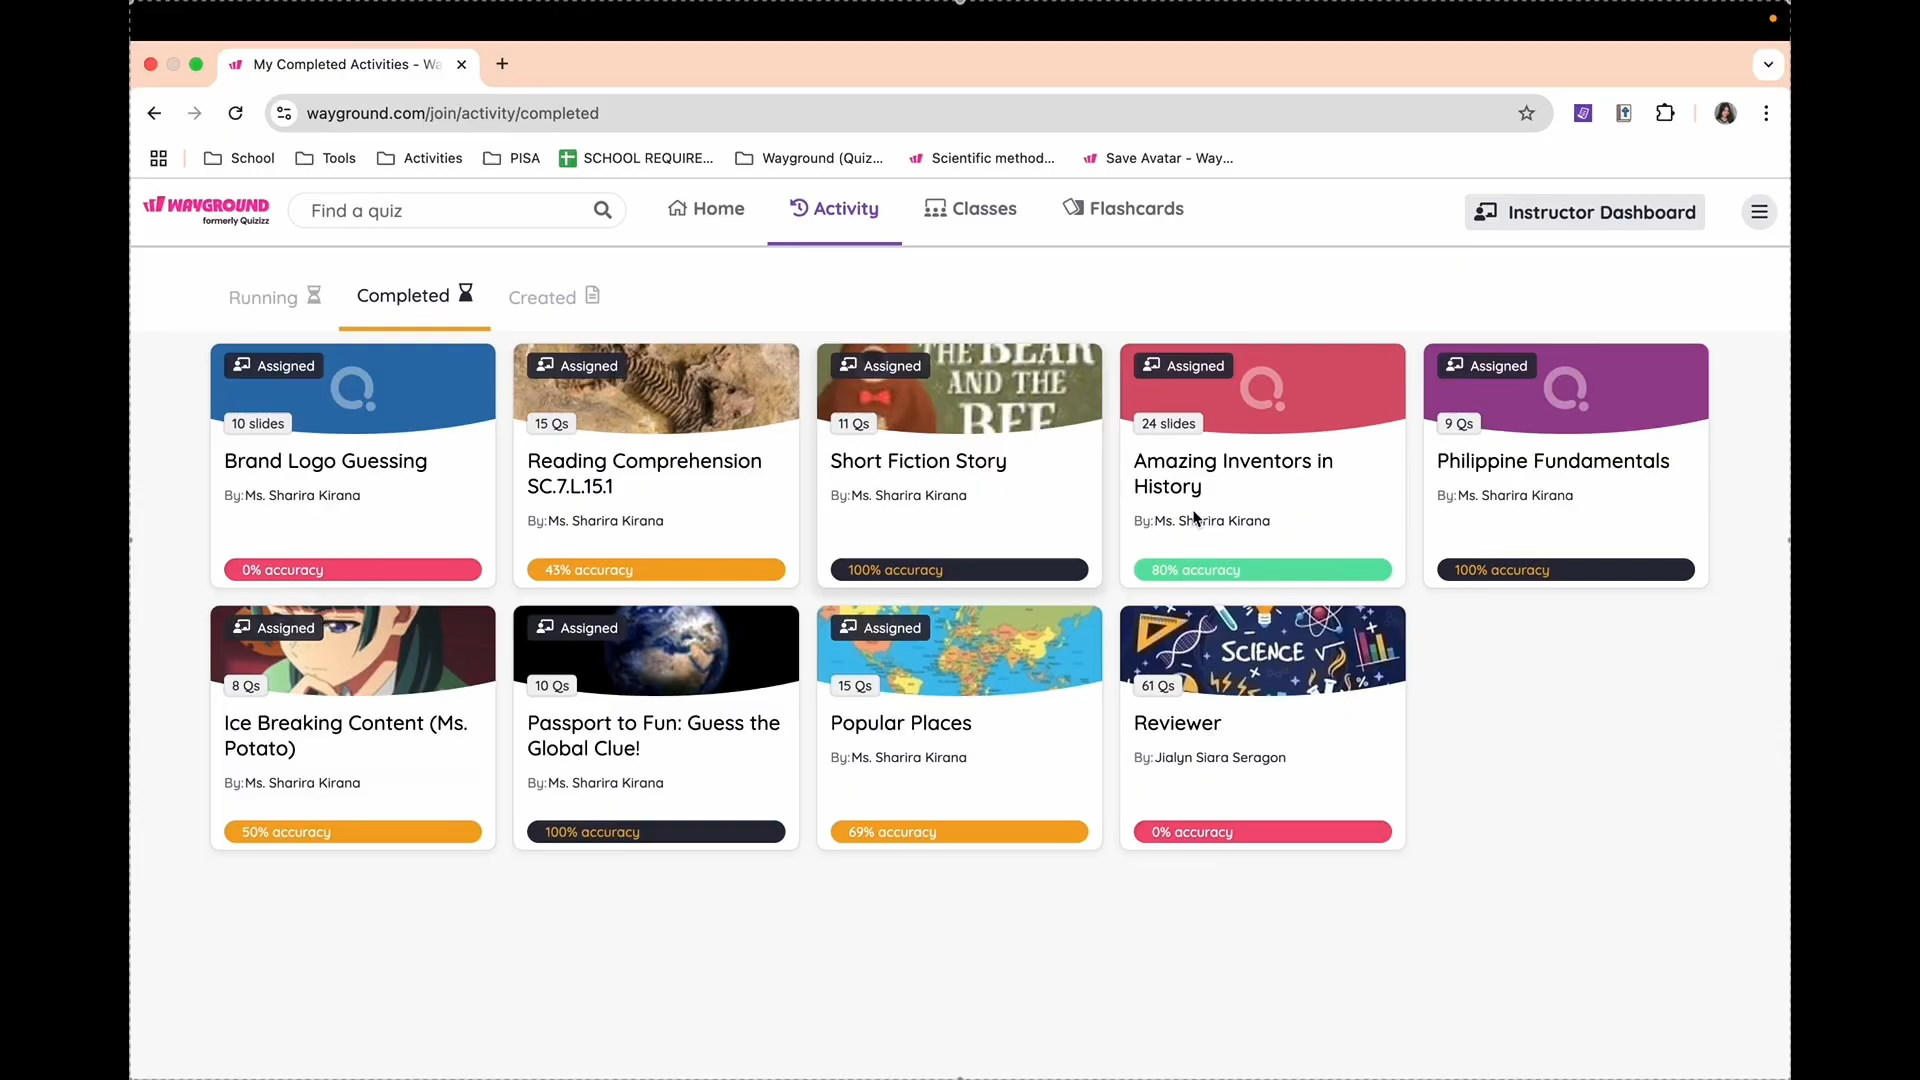 My Completed Activities - Wa
wayground.com/join/activity/completed
School
Tools
Activities
PISA
SCHOOL REQUIRE...
Wayground (Quiz...
Scientific method...
Save Avatar - Way...
WAYGROUND
formerly Quizizz
Find a quiz
Home
Activity
Classes
Flashcards
Instructor Dashboard
Running
Completed
Created
Assigned
10 slides
Brand Logo Guessing
By:Ms. Sharira Kirana
0% accuracy
Assigned
15 Qs
Reading Comprehension
SC.7.L.15.1
By:Ms. Sharira Kirana
43% accuracy
THE BEAR
AND THE
BEE
Assigned
11 Qs
Short Fiction Story
By:Ms. Sharira Kirana
100% accuracy
Assigned
24 slides
Amazing Inventors in
History
By:Ms. Sharira Kirana
80% accuracy
Assigned
9 Qs
Philippine Fundamentals
By:Ms. Sharira Kirana
100% accuracy
Assigned
8 Qs
Ice Breaking Content (Ms.
Potato)
By:Ms. Sharira Kirana
50% accuracy
Assigned
10 Qs
Passport to Fun: Guess the
Global Clue!
By:Ms. Sharira Kirana
100% accuracy
Assigned
15 Qs
Popular Places
By:Ms. Sharira Kirana
69% accuracy
SCIENCE
61 Qs
Reviewer
By:Jialyn Siara Seragon
0% accuracy